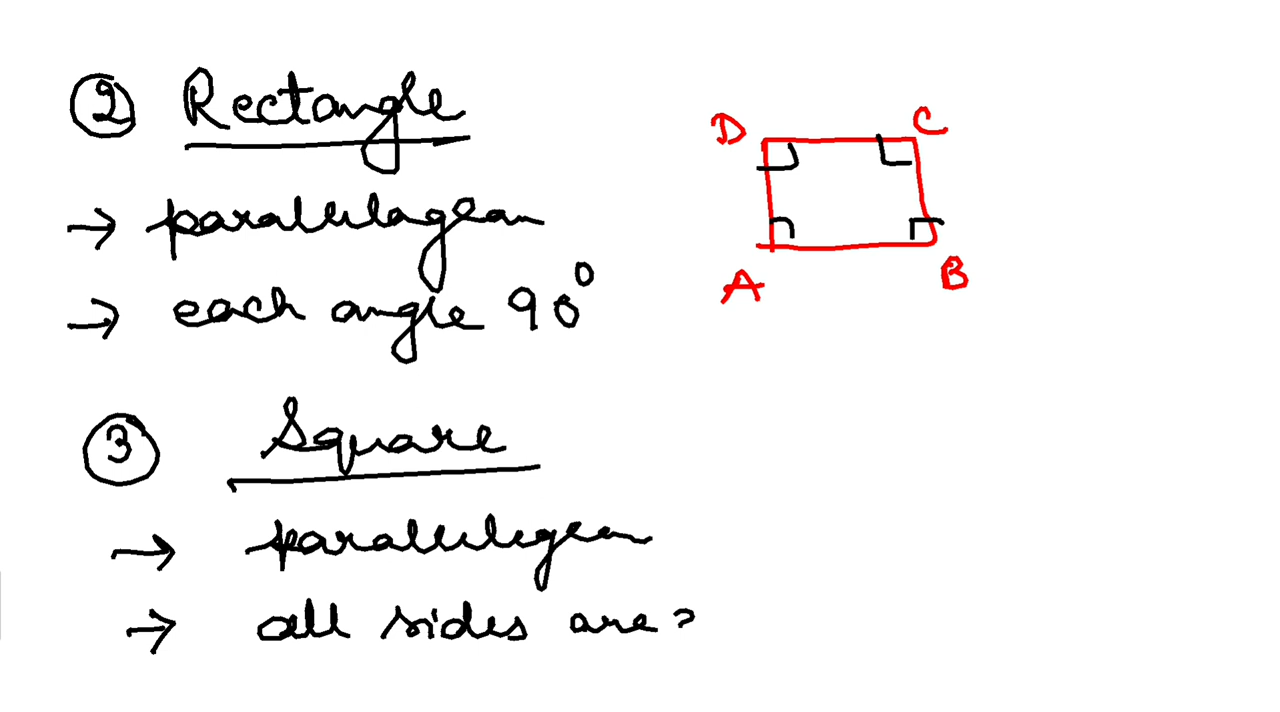 ② Rectangle
→ parallelogram
→ each angle 90°
D C
A B
③ Square
→ parallelogram
→ all sides are